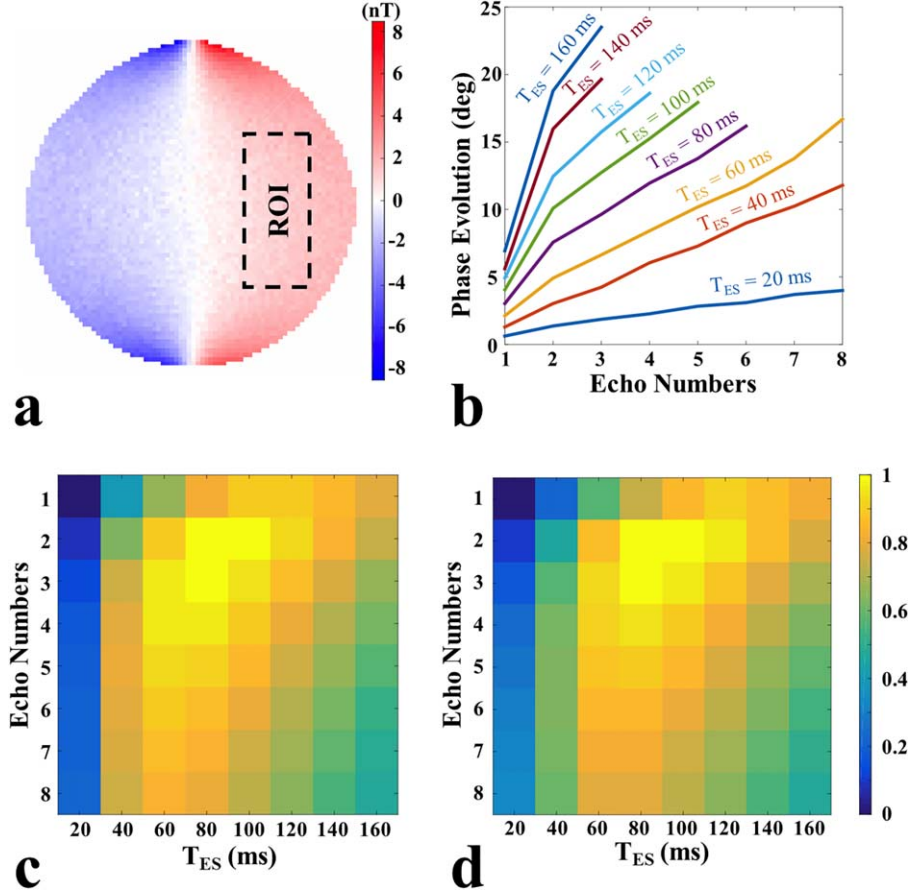 (nT)
8
6
4
2
0
-2
-4
-6
-8
ROI
a
Phase Evolution (deg)
25
20
15
10
5
0
T_ES = 160 ms
T_ES = 140 ms
T_ES = 120 ms
T_ES = 100 ms
T_ES = 80 ms
T_ES = 60 ms
T_ES = 40 ms
T_ES = 20 ms
1 2 3 4 5 6 7 8
Echo Numbers
b
Echo Numbers
1
2
3
4
5
6
7
8
20 40 60 80 100 120 140 160
T_ES (ms)
c
Echo Numbers
1
2
3
4
5
6
7
8
20 40 60 80 100 120 140 160
T_ES (ms)
d
1
0.8
0.6
0.4
0.2
0